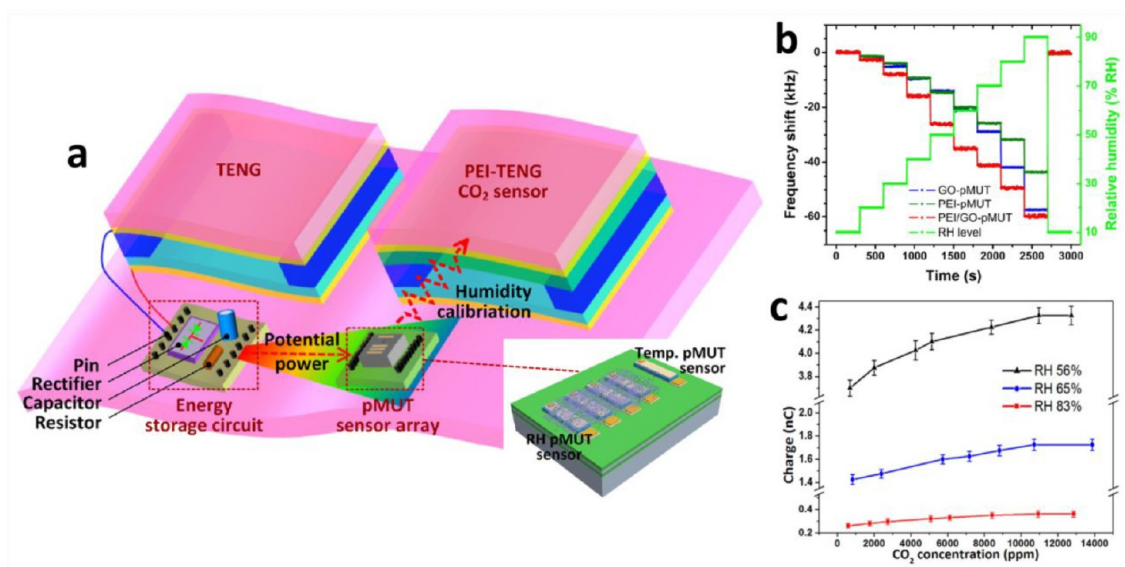 a
TENG
PEI-TENG
CO2 sensor
Humidity
calibriation
Potential
power
Pin
Rectifier
Capacitor
Resistor
Energy
storage circuit
pMUT
sensor array
Temp. pMUT
sensor
RH pMUT
sensor
b
Frequency shift (kHz)
0
-20
-40
-60
GO-pMUT
PEI-pMUT
PEI/GO-pMUT
RH level
90
70
50
30
10
Relative humidity (% RH)
0 500 1000 1500 2000 2500 3000
Time (s)
c
Charge (nC)
4.4
4.2
4.0
3.8
1.8
1.6
1.4
0.4
0.2
RH 56%
RH 65%
RH 83%
0 2000 4000 6000 8000 10000 12000 14000
CO2 concentration (ppm)